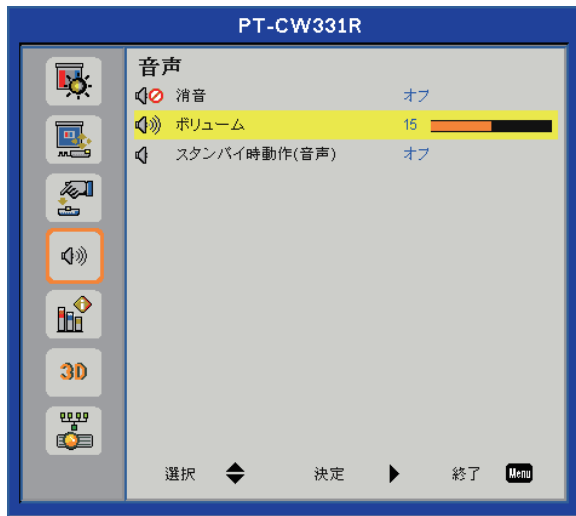 PT-CW331R
音声
消音 オフ
ボリューム 15
スタンバイ時動作(音声) オフ
3D
選択 決定 終了 Menu